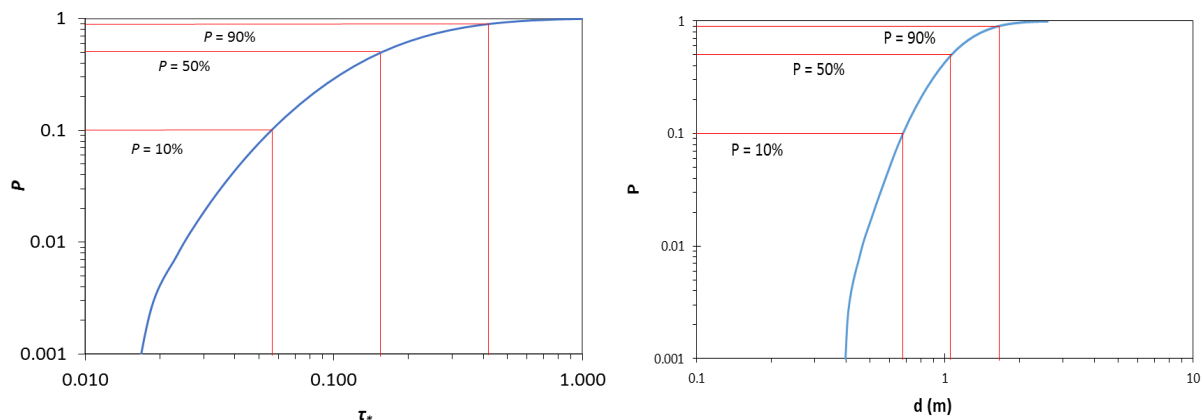 1
P = 90%
P = 50%
0.1
P = 10%
P
0.01
0.001
0.010
0.100
1.000
τ*
1
P = 90%
P = 50%
0.1
P = 10%
P
0.01
0.001
0.1
1
10
d (m)